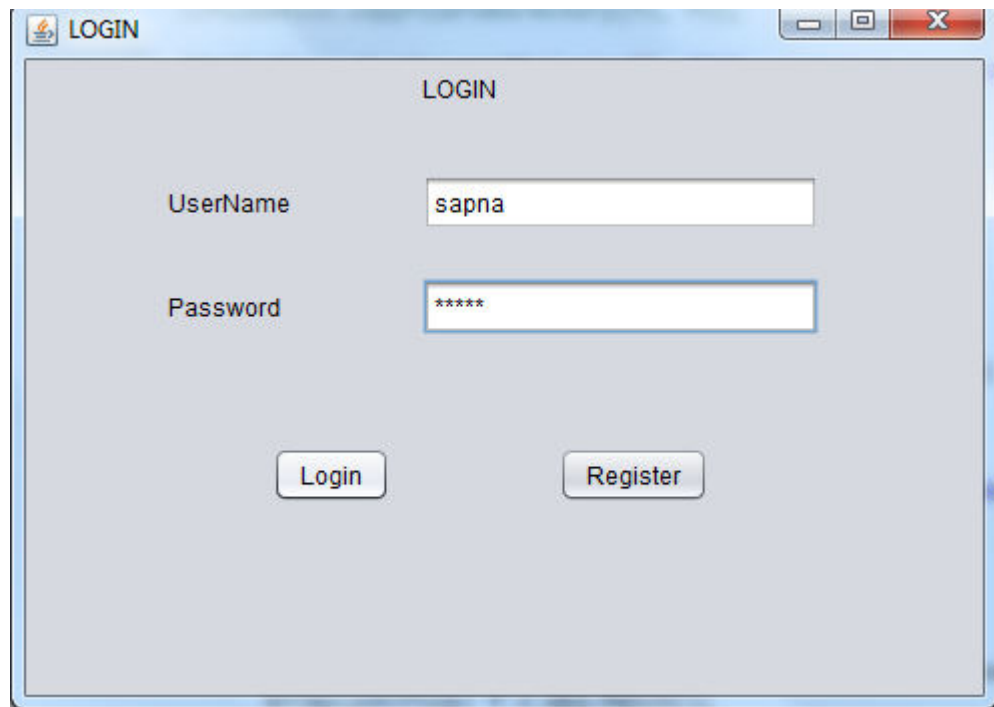 LOGIN
LOGIN
UserName sapna
Password *****
Login Register